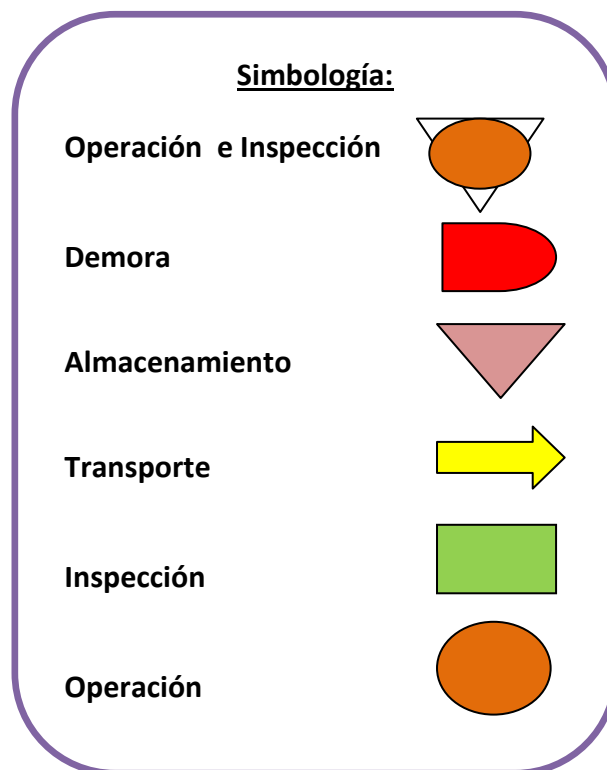 Simbología:
Operación e Inspección
Demora
Almacenamiento
Transporte
Inspección
Operación